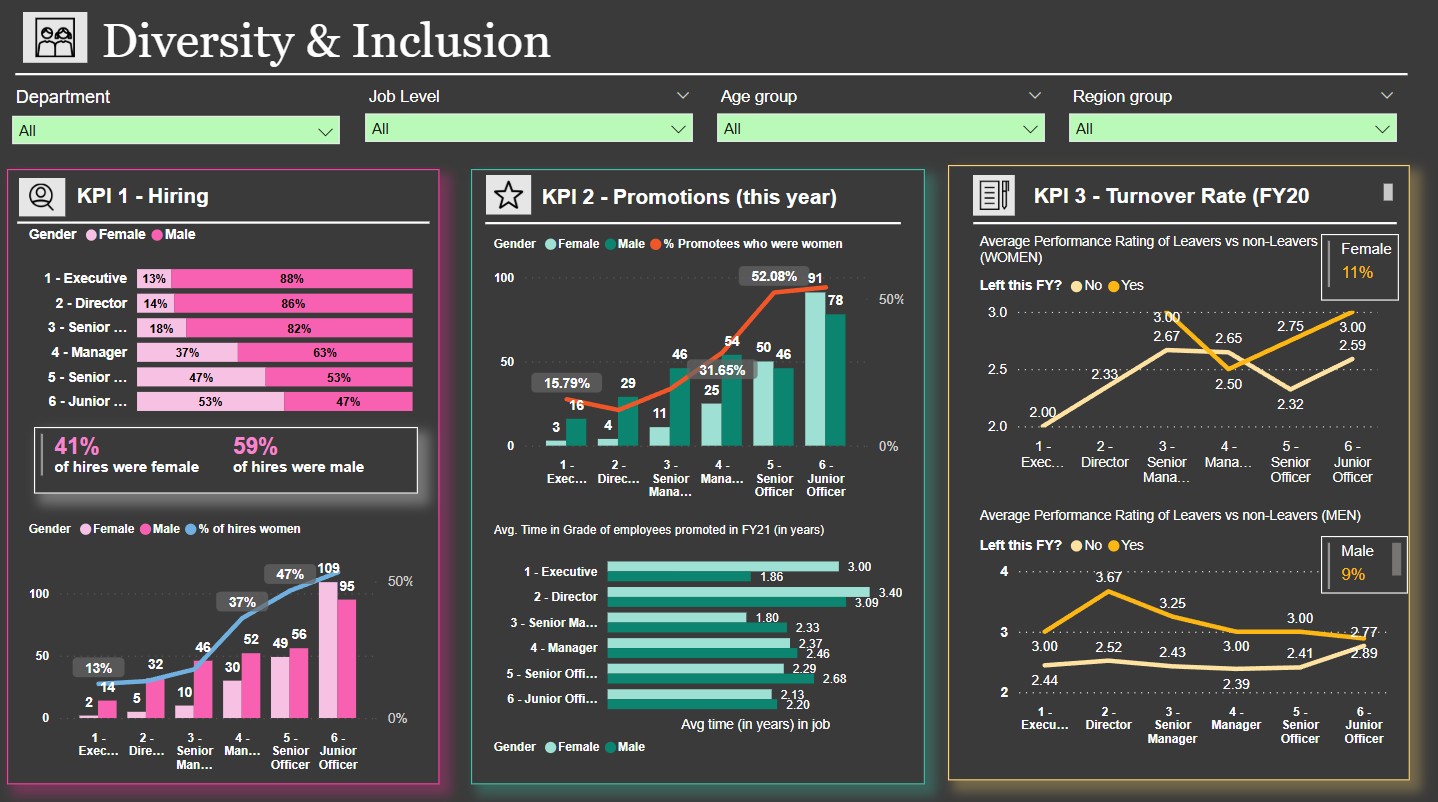 Diversity & Inclusion
Department
Job Level
Age group
Region group
All
All
All
All
KPI 1 - Hiring
Gender Female Male
1 - Executive 13% 88%
2 - Director 14% 86%
3 - Senior ... 18% 82%
4 - Manager 37% 63%
5 - Senior ... 47% 53%
6 - Junior ... 53% 47%
41%
of hires were female
59%
of hires were male
Gender Female Male % of hires women
100
50
0
50%
0%
13%
37%
47%
2 14
5 32
10 46
30 52
49 56
109 95
1 -
Exec...
2 -
Dire...
3 -
Senior
Man...
4 -
Man...
5 -
Senior
Officer
6 -
Junior
Officer
KPI 2 - Promotions (this year)
Gender Female Male % Promotees who were women
100
50
0
50%
0%
15.79%
31.65%
52.08%
3 16
4 29
11 46
25 54
50 46
91 78
1 -
Exec...
2 -
Direc...
3 -
Senior
Mana...
4 -
Mana...
5 -
Senior
Officer
6 -
Junior
Officer
Avg. Time in Grade of employees promoted in FY21 (in years)
1 - Executive 3.00
1.86
2 - Director 3.40
3.09
3 - Senior Ma... 1.80
2.33
4 - Manager 2.37
2.46
5 - Senior Offi... 2.29
2.68
6 - Junior Offi... 2.13
2.20
Avg time (in years) in job
Gender Female Male
KPI 3 - Turnover Rate (FY20
Average Performance Rating of Leavers vs non-Leavers
(WOMEN)
Female
11%
Left this FY? No Yes
3.0
2.5
2.0
2.00
2.33
3.00
2.67
2.65
2.50
2.75
2.32
3.00
2.59
1 -
Exec...
2 -
Director
3 -
Senior
Mana...
4 -
Mana...
5 -
Senior
Officer
6 -
Junior
Officer
Average Performance Rating of Leavers vs non-Leavers (MEN)
Left this FY? No Yes
Male
9%
4
3
2
3.00
2.44
3.67
2.52
3.25
2.43
3.00
2.39
3.00
2.41
2.77
2.89
1 -
Execu...
2 -
Director
3 -
Senior
Manager
4 -
Manager
5 -
Senior
Officer
6 -
Junior
Officer